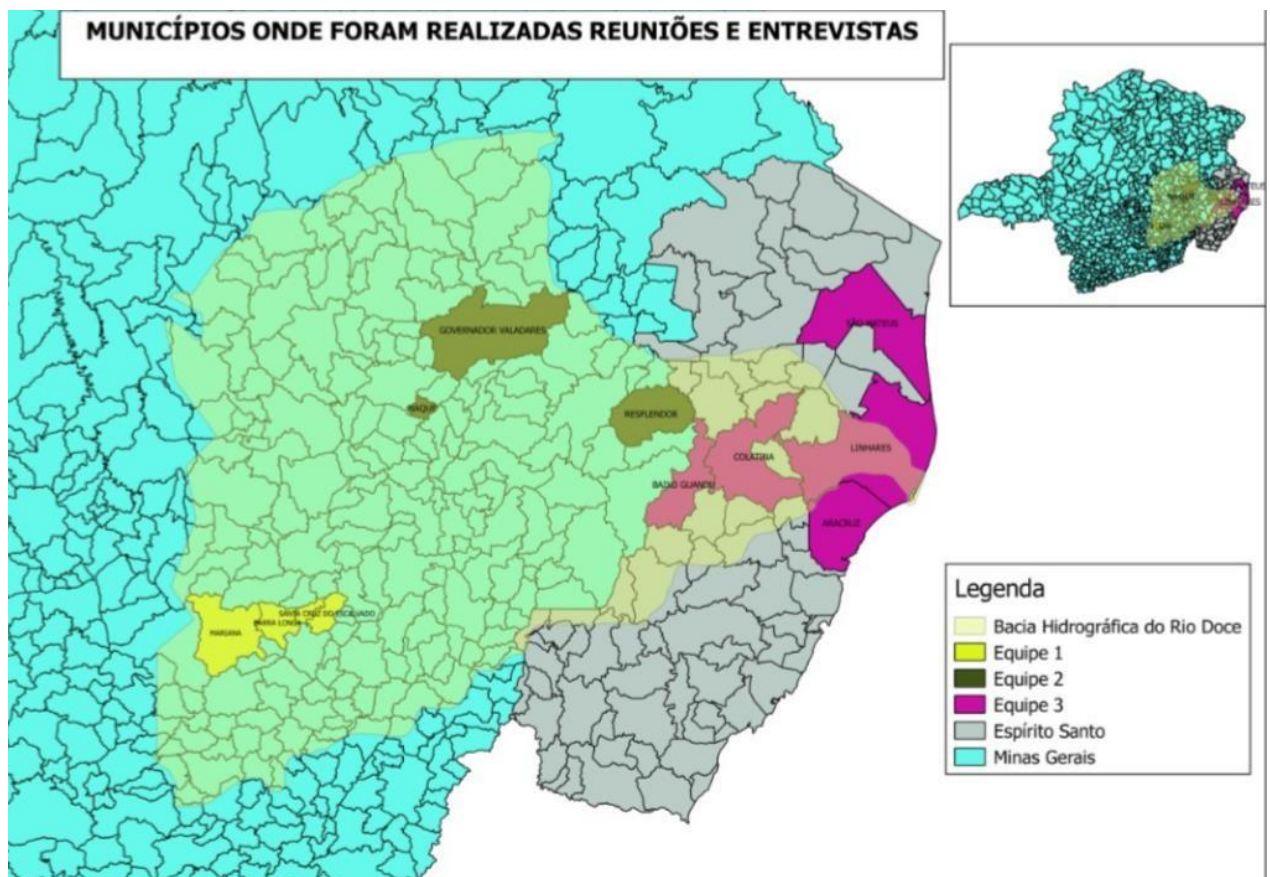 MUNICÍPIOS ONDE FORAM REALIZADAS REUNIÕES E ENTREVISTAS
SÃO MATEUS
GOVERNADOR VALADARES
NAQUE
RESPLENDOR
LINHARES
COLATINA
BAIXO GUANDU
ARACRUZ
SANTA CRUZ DO ESCALVADO
BARRA LONGA
MARIANA
Legenda
Bacia Hidrográfica do Rio Doce
Equipe 1
Equipe 2
Equipe 3
Espírito Santo
Minas Gerais